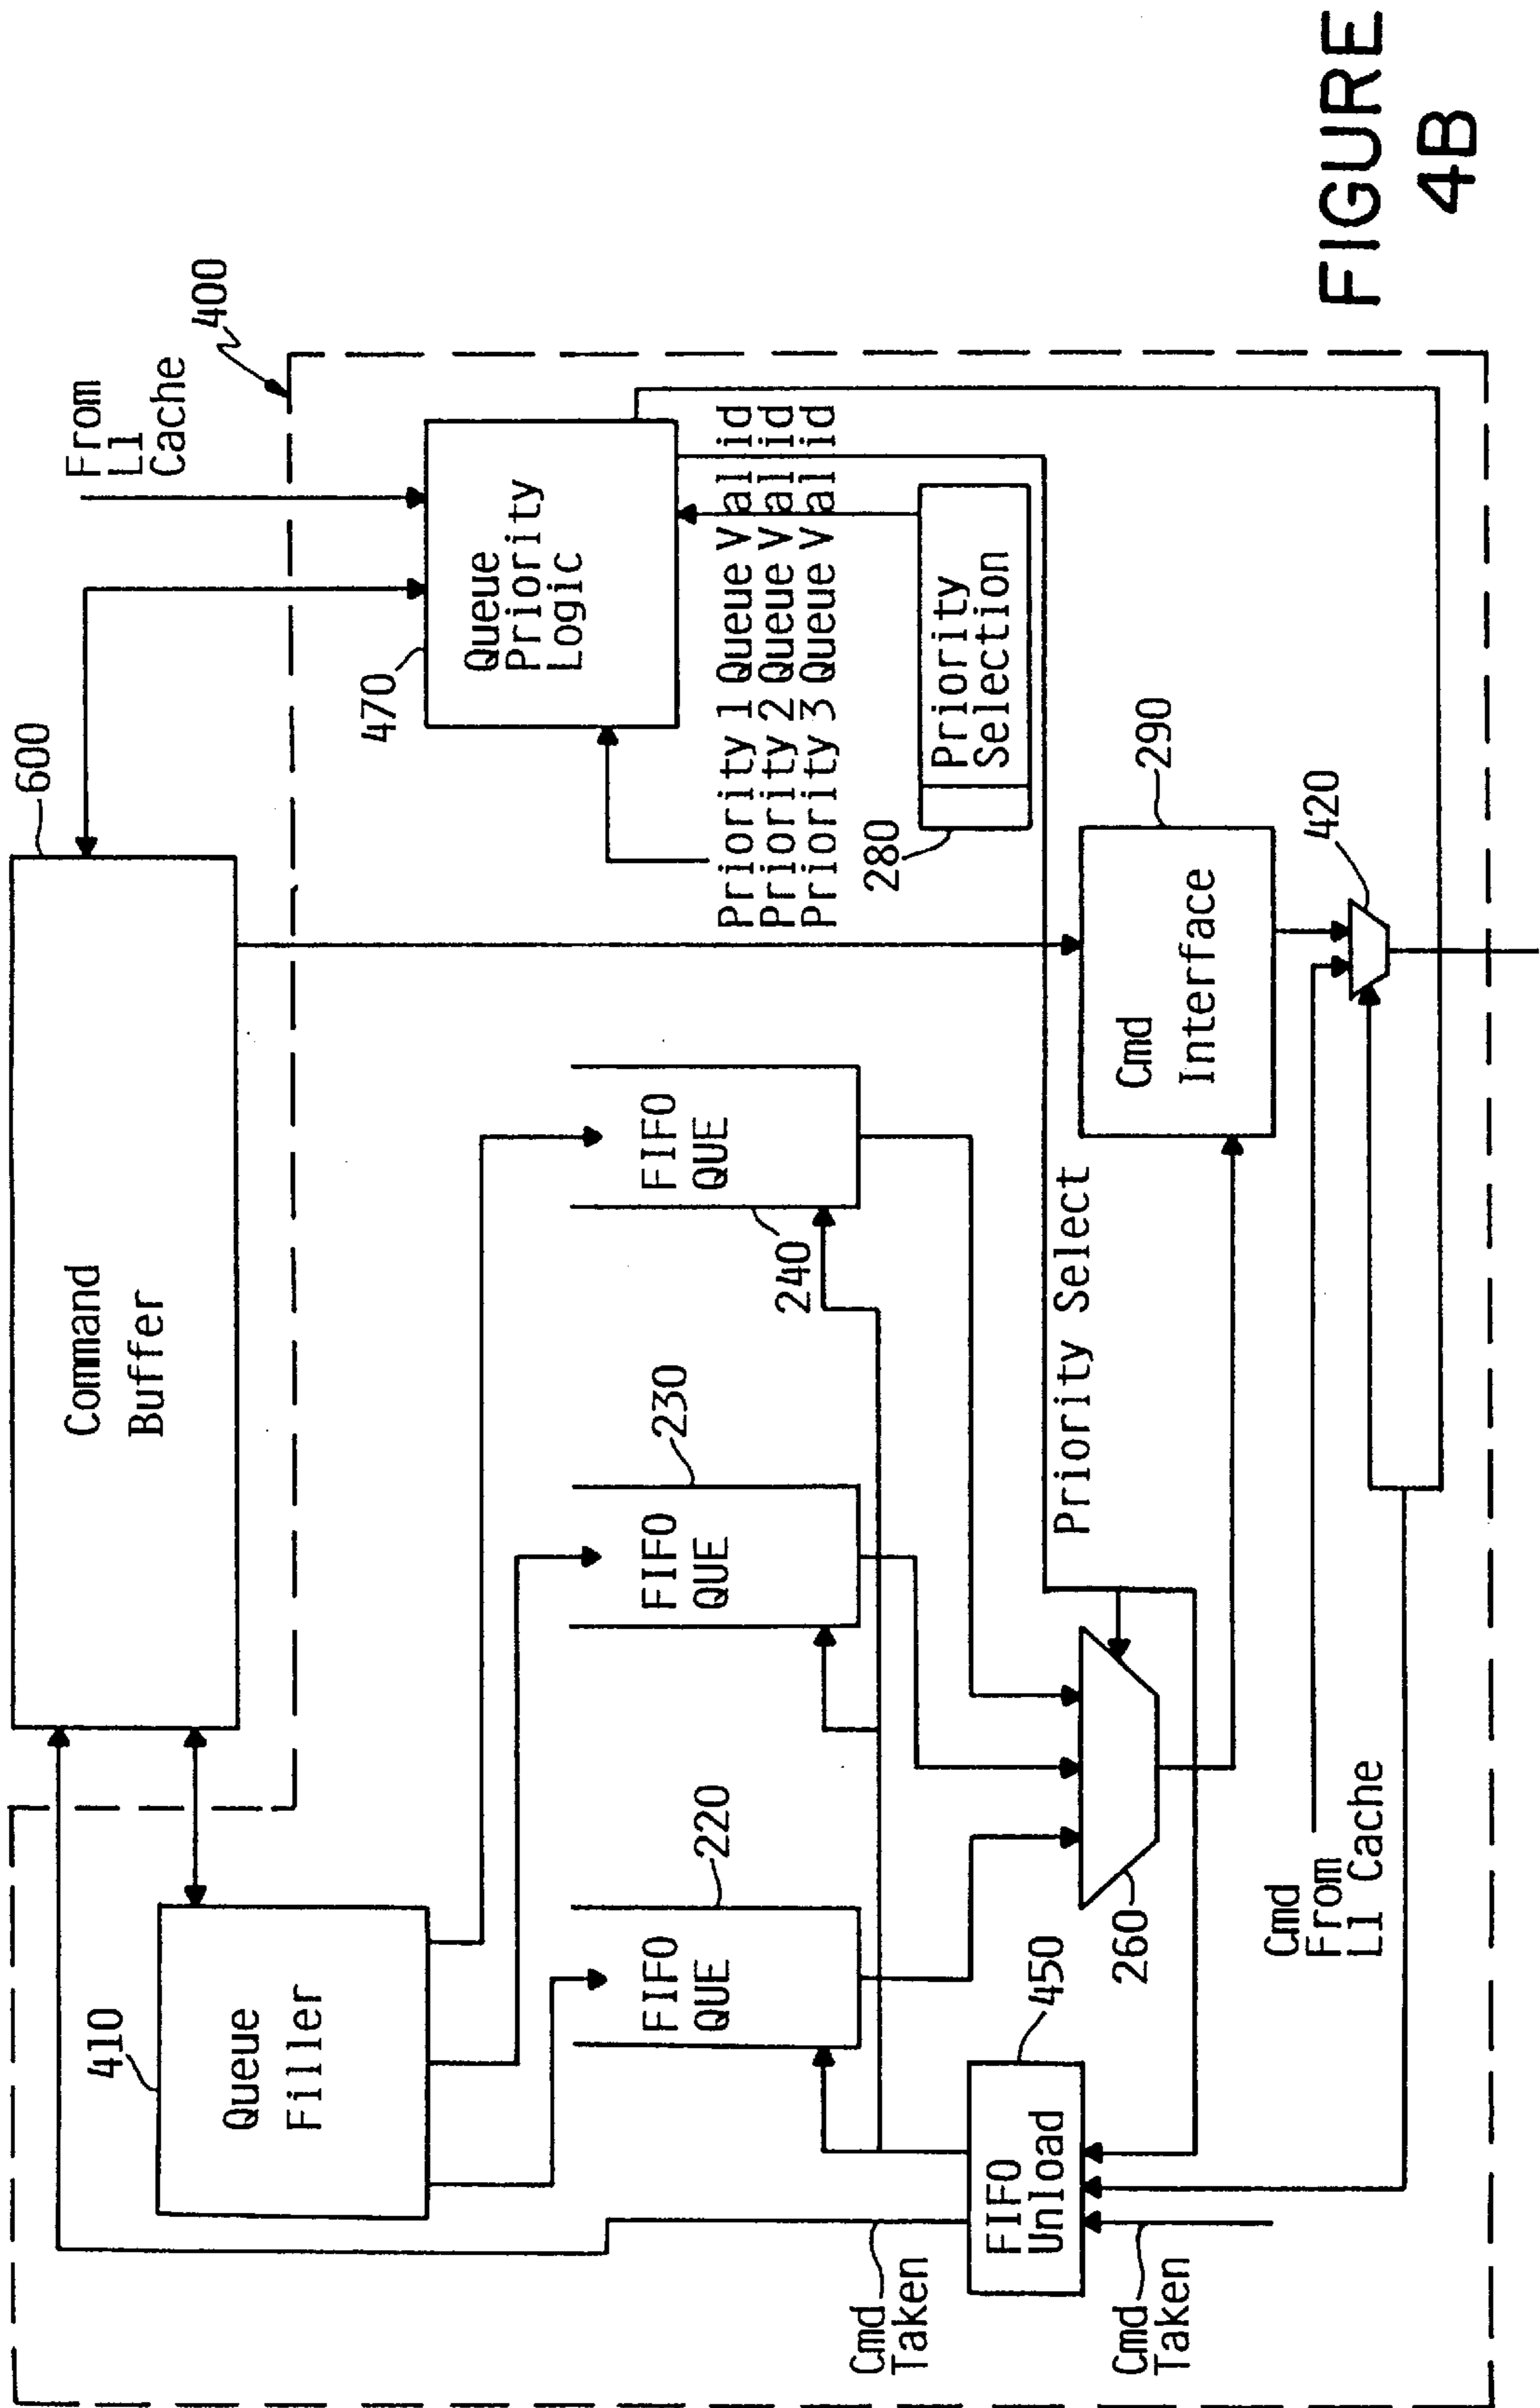 600
Command
Buffer
From
L1
Cache
400
410
Queue
Filler
470
Queue
Priority
Logic
220
FIFO
QUE
230
FIFO
QUE
240
FIFO
QUE
Priority 1 Queue Valid
Priority 2 Queue Valid
Priority 3 Queue Valid
280
Priority
Selection
Cmd
Taken
FIFO
Unload
450
260
Priority Select
Cmd
Interface
290
Cmd
Taken
Cmd
From
L1 Cache
420
FIGURE
4B